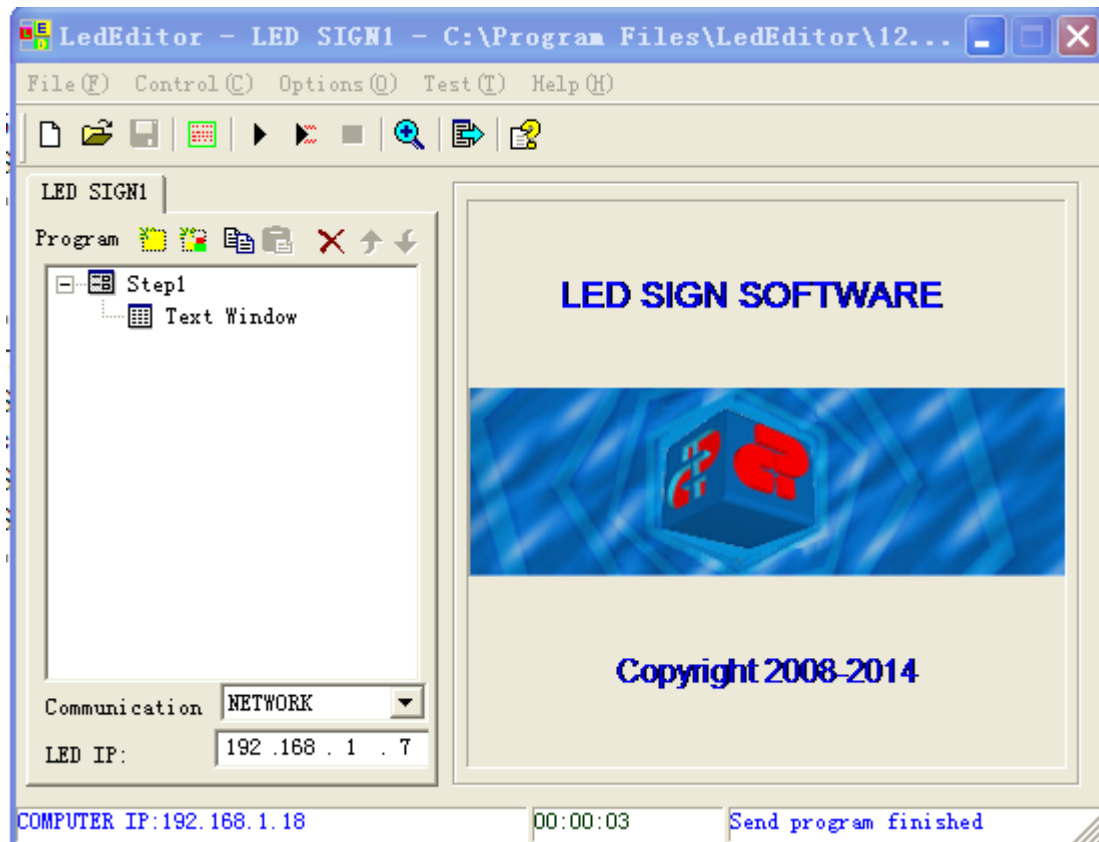 LedEditor - LED SIGN1 - C:\Program Files\LedEditor\12...
File(F) Control(C) Options(O) Test(T) Help(H)
LED SIGN1
Program
Step1
Text Window
Communication NETWORK
LED IP: 192 .168 . 1 . 7
LED SIGN SOFTWARE
Copyright 2008-2014
COMPUTER IP:192.168.1.18 00:00:03 Send program finished